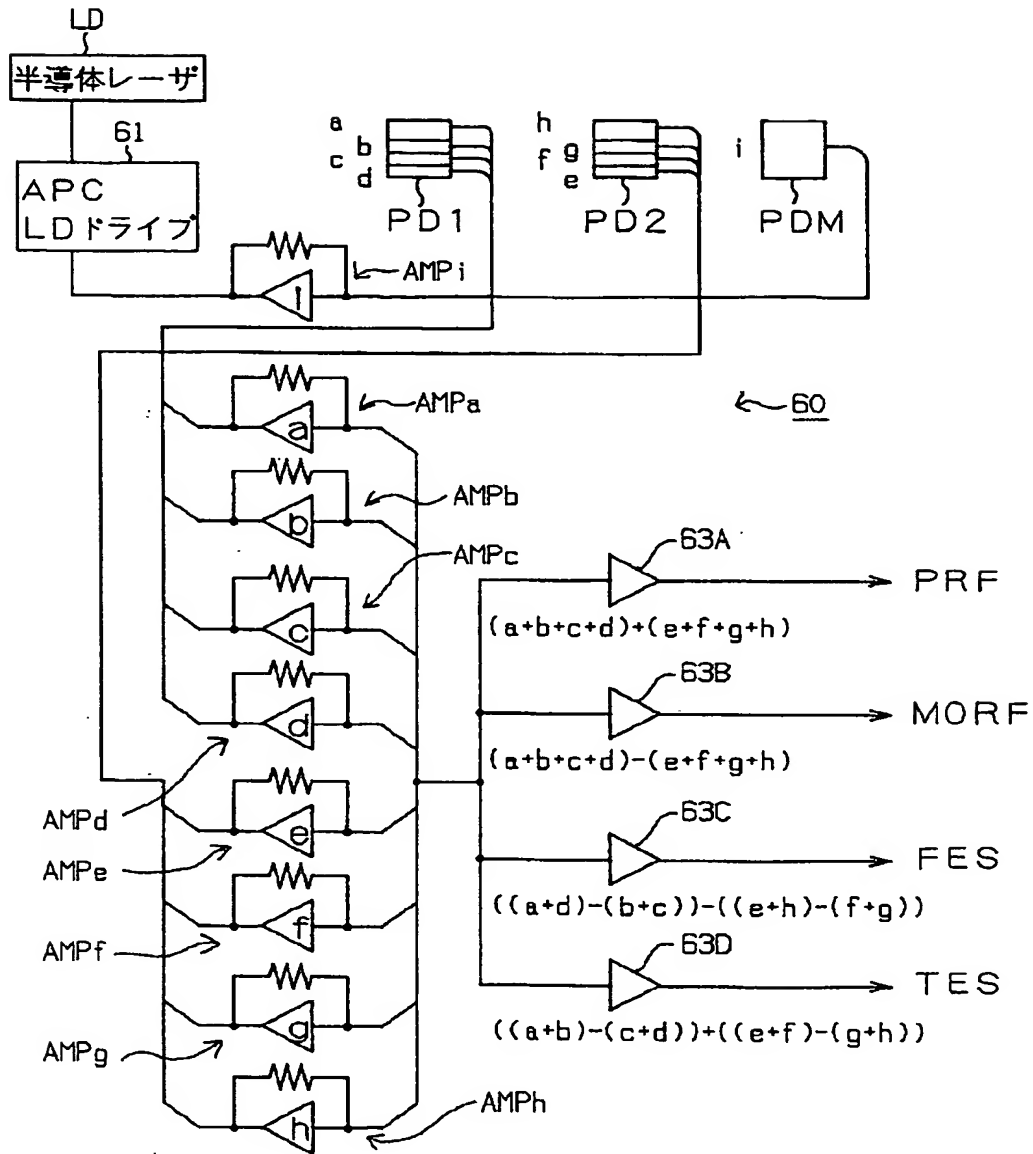 LD
半導体レーザ
61
APC
LDドライブ
a
b
c
d
PD1
h
g
f
e
PD2
i
PDM
AMPi
i
60
AMPa
a
AMPb
b
AMPc
c
d
AMPd
e
AMPe
f
AMPf
g
AMPg
h
AMPh
63A
PRF
(a+b+c+d)+(e+f+g+h)
63B
MORF
(a+b+c+d)-(e+f+g+h)
63C
FES
((a+d)-(b+c))-((e+h)-(f+g))
63D
TES
((a+b)-(c+d))+((e+f)-(g+h))